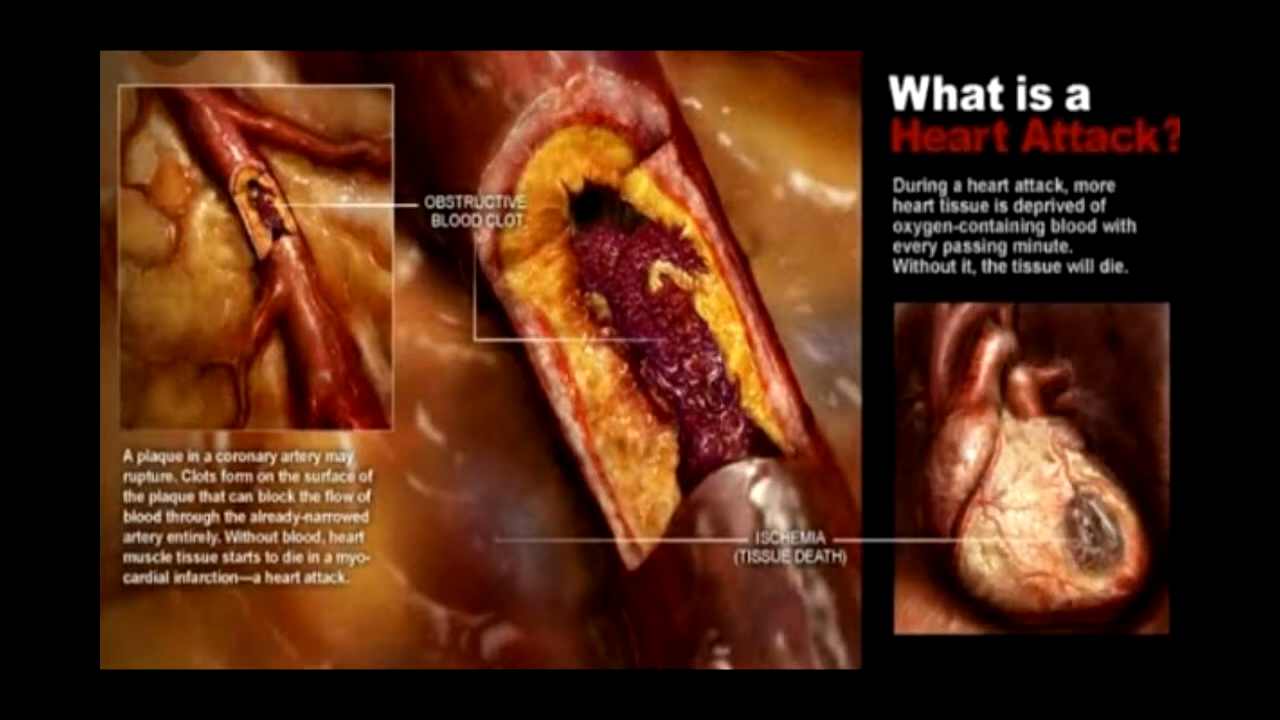 What is a
Heart Attack?
During a heart attack, more
heart tissue is deprived of
oxygen-containing blood with
every passing minute.
Without it, the tissue will die.
OBSTRUCTIVE
BLOOD CLOT
A plaque in a coronary artery may
rupture. Clots form on the surface of
the plaque that can block the flow of
blood through the already-narrowed
artery entirely. Without blood, heart
muscle tissue starts to die in a myo-
cardial infarction—a heart attack.
ISCHEMIA
(TISSUE DEATH)